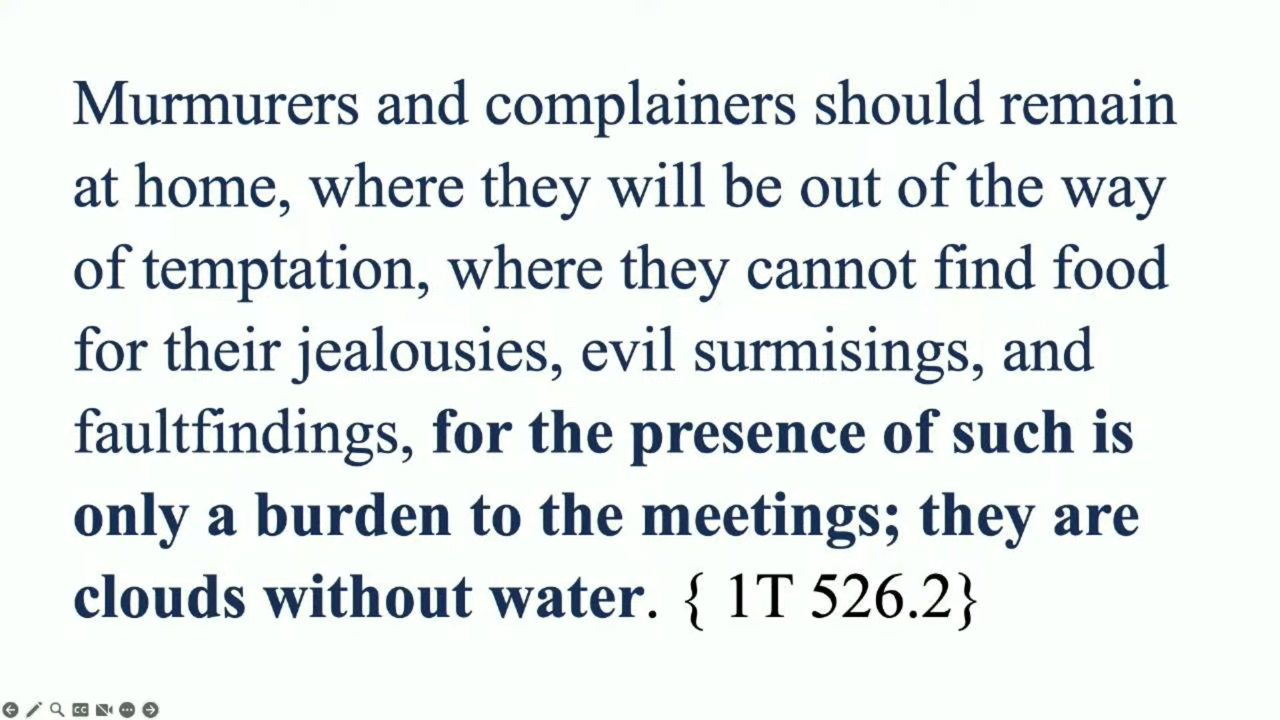 Murmurers and complainers should remain
at home, where they will be out of the way
of temptation, where they cannot find food
for their jealousies, evil surmisings, and
faultfindings, for the presence of such is
only a burden to the meetings; they are
clouds without water. { 1T 526.2}
CC